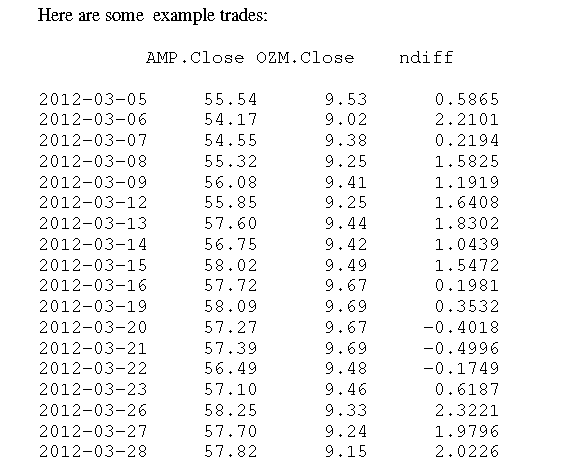 Here are some example trades:
AMP.Close OZM.Close ndiff
2012-03-05 55.54 9.53 0.5865
2012-03-06 54.17 9.02 2.2101
2012-03-07 54.55 9.38 0.2194
2012-03-08 55.32 9.25 1.5825
2012-03-09 56.08 9.41 1.1919
2012-03-12 55.85 9.25 1.6408
2012-03-13 57.60 9.44 1.8302
2012-03-14 56.75 9.42 1.0439
2012-03-15 58.02 9.49 1.5472
2012-03-16 57.72 9.67 0.1981
2012-03-19 58.09 9.69 0.3532
2012-03-20 57.27 9.67 -0.4018
2012-03-21 57.39 9.69 -0.4996
2012-03-22 56.49 9.48 -0.1749
2012-03-23 57.10 9.46 0.6187
2012-03-26 58.25 9.33 2.3221
2012-03-27 57.70 9.24 1.9796
2012-03-28 57.82 9.15 2.0226